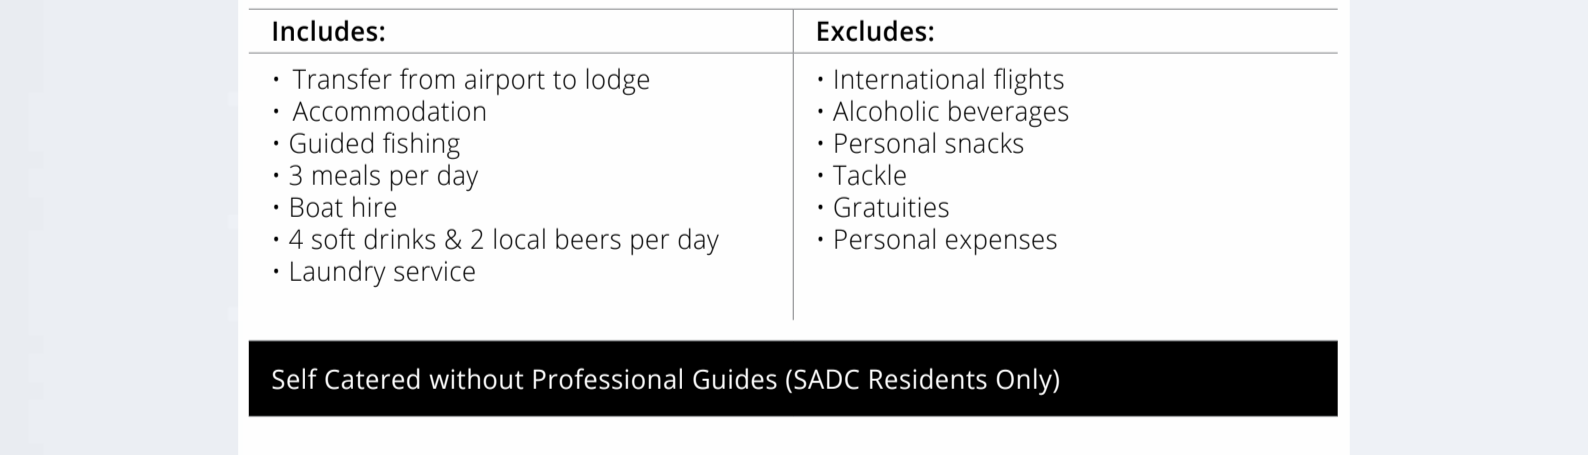 Includes:
Excludes:
• Transfer from airport to lodge
• Accommodation
• Guided fishing
• 3 meals per day
• Boat hire
• 4 soft drinks & 2 local beers per day
• Laundry service
• International flights
• Alcoholic beverages
• Personal snacks
• Tackle
• Gratuities
• Personal expenses
Self Catered without Professional Guides (SADC Residents Only)